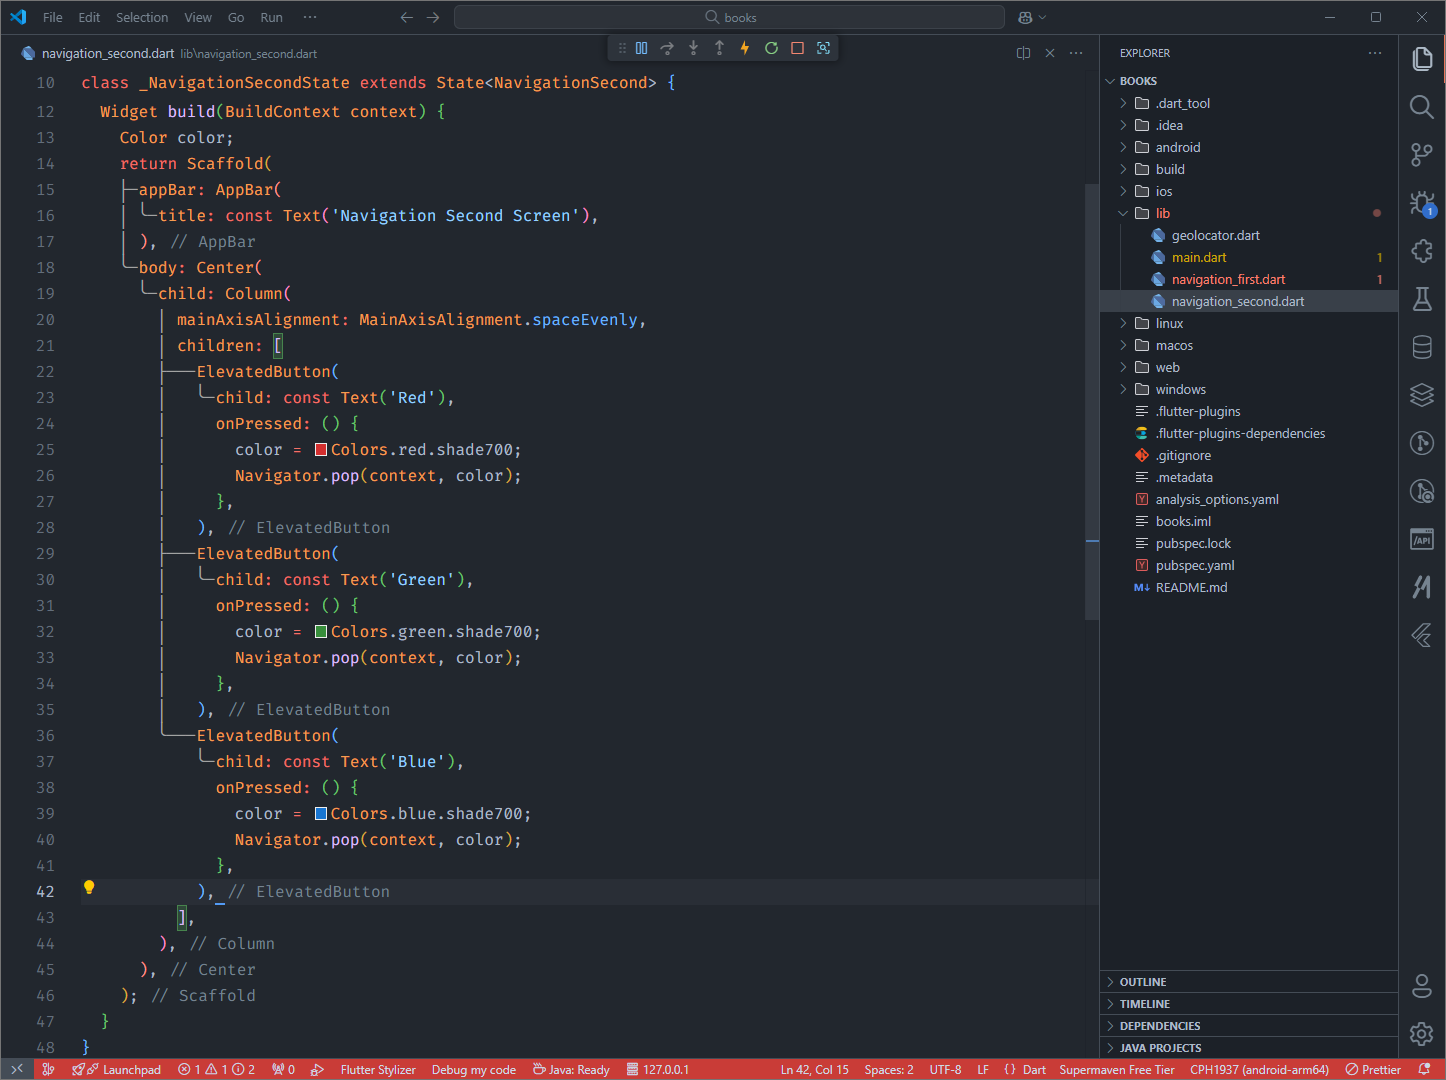 File Edit Selection View Go Run ··· books
navigation_second.dart lib\navigation_second.dart
10 class _NavigationSecondState extends State<NavigationSecond> {
12 Widget build(BuildContext context) {
13 Color color;
14 return Scaffold(
15 appBar: AppBar(
16 title: const Text('Navigation Second Screen'),
17 ), // AppBar
18 body: Center(
19 child: Column(
20 mainAxisAlignment: MainAxisAlignment.spaceEvenly,
21 children: [
22 ElevatedButton(
23 child: const Text('Red'),
24 onPressed: () {
25 color = Colors.red.shade700;
26 Navigator.pop(context, color);
27 },
28 ), // ElevatedButton
29 ElevatedButton(
30 child: const Text('Green'),
31 onPressed: () {
32 color = Colors.green.shade700;
33 Navigator.pop(context, color);
34 },
35 ), // ElevatedButton
36 ElevatedButton(
37 child: const Text('Blue'),
38 onPressed: () {
39 color = Colors.blue.shade700;
40 Navigator.pop(context, color);
41 },
42 ), // ElevatedButton
43 ],
44 ), // Column
45 ), // Center
46 ); // Scaffold
47 }
48 }
EXPLORER ···
BOOKS
.dart_tool
.idea
android
build
ios
lib
geolocator.dart
main.dart 1
navigation_first.dart 1
navigation_second.dart
linux
macos
web
windows
.flutter-plugins
.flutter-plugins-dependencies
.gitignore
.metadata
Y analysis_options.yaml
books.iml
pubspec.lock
Y pubspec.yaml
M↓ README.md
OUTLINE
TIMELINE
DEPENDENCIES
JAVA PROJECTS
1
/API
Launchpad 1 1 2 0 Flutter Stylizer Debug my code Java: Ready 127.0.0.1 Ln 42, Col 15 Spaces: 2 UTF-8 LF { } Dart Supermaven Free Tier CPH1937 (android-arm64) Prettier